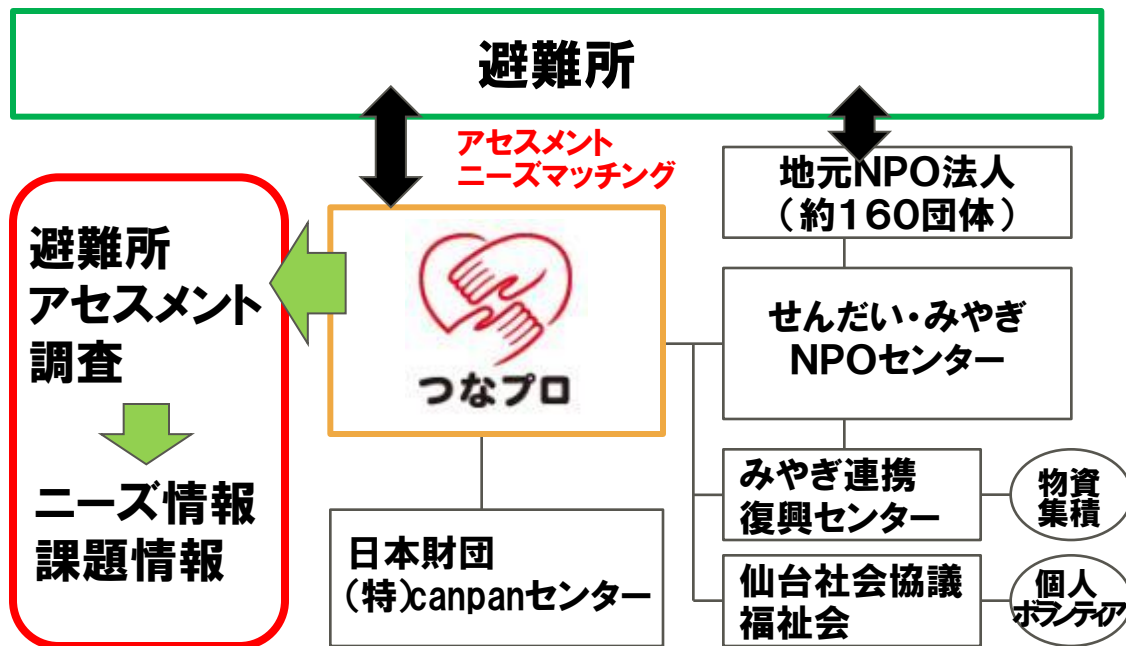 避難所
アセスメント
ニーズマッチング
地元NPO法人
（約160団体）
避難所
アセスメント
調査
つなプロ
せんだい・みやぎ
NPOセンター
ニーズ情報
課題情報
みやぎ連携
復興センター
物資
集積
日本財団
（特）canpanセンター
仙台社会協議
福祉会
個人
ボランティア